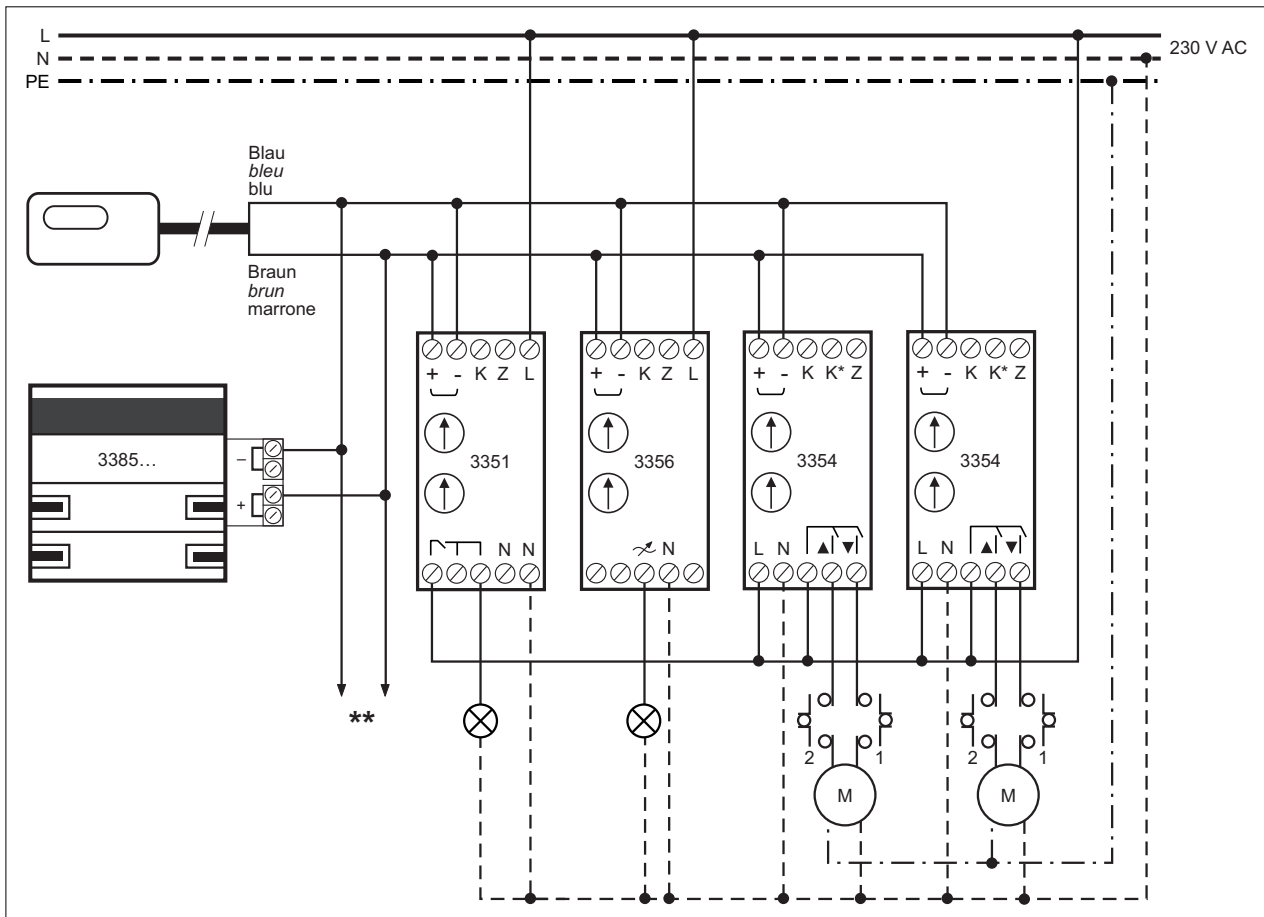 L
N
PE
230 V AC
Blau
bleu
blu
Braun
brun
marrone
+ - K Z L
+ - K Z L
+ - K K* Z
+ - K K* Z
3385...
–
+
3351
3356
3354
3354
N N
N
L N ▲ ▼
L N ▲ ▼
**
2 1
2 1
M
M